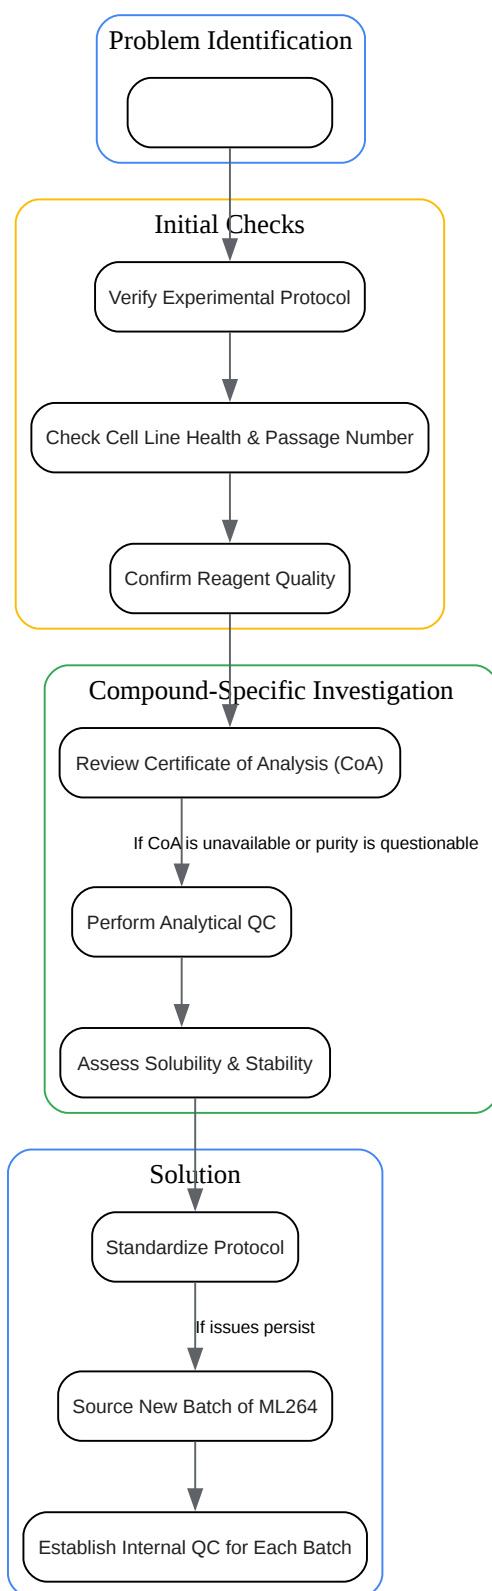 Problem Identification
Initial Checks
Verify Experimental Protocol
Check Cell Line Health & Passage Number
Confirm Reagent Quality
Compound-Specific Investigation
Review Certificate of Analysis (CoA)
If CoA is unavailable or purity is questionable
Perform Analytical QC
Assess Solubility & Stability
Solution
Standardize Protocol
If issues persist
Source New Batch of ML264
Establish Internal QC for Each Batch